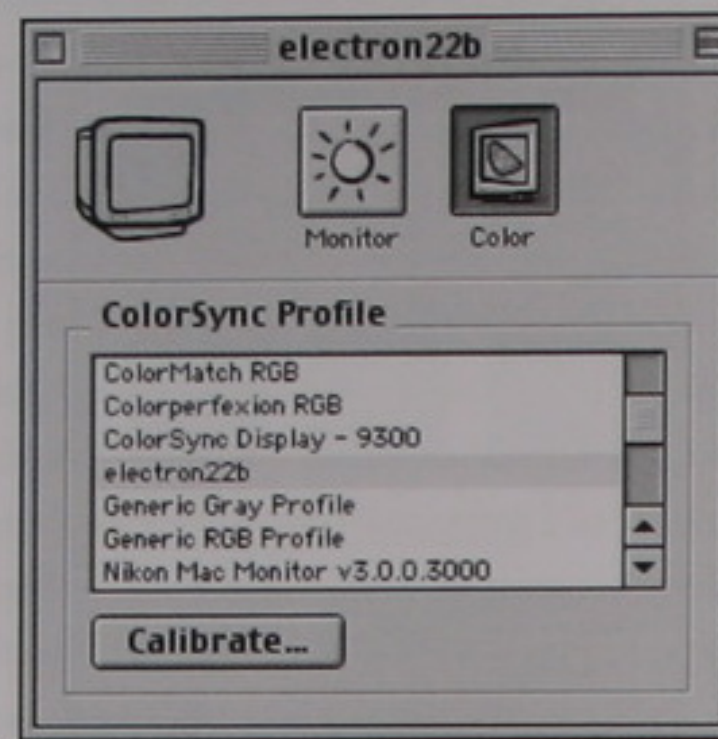 electron22b
Monitor
Color
ColorSync Profile
ColorMatch RGB
Colorperfexion RGB
ColorSync Display - 9300
electron22b
Generic Gray Profile
Generic RGB Profile
Nikon Mac Monitor v3.0.0.3000
Calibrate...